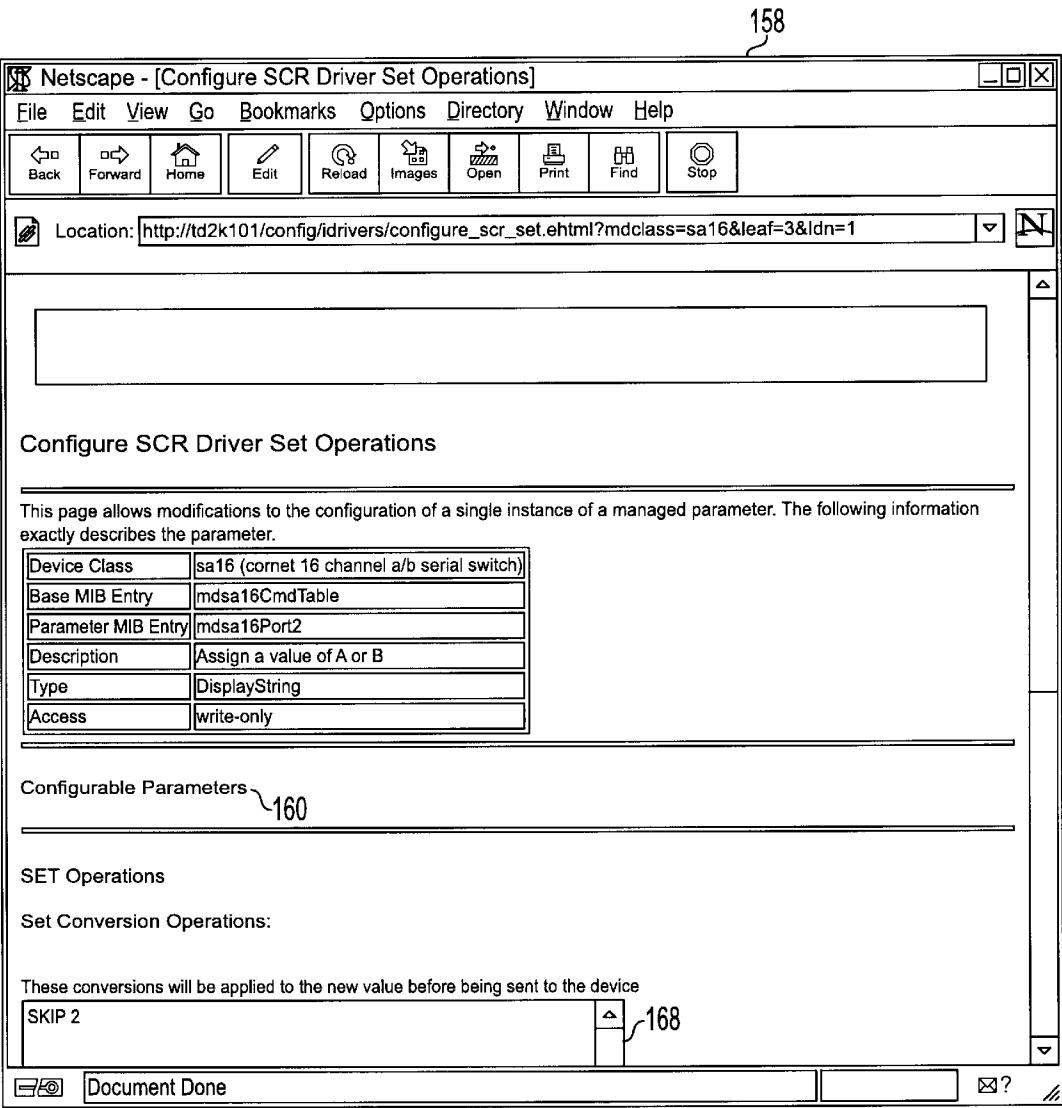 158
Netscape - [Configure SCR Driver Set Operations]
File Edit View Go Bookmarks Options Directory Window Help
Back Forward Home Edit Reload Images Open Print Find Stop
Location: http://td2k101/config/idrivers/configure_scr_set.ehtml?mdclass=sa16&leaf=3&ldn=1 N
Configure SCR Driver Set Operations
This page allows modifications to the configuration of a single instance of a managed parameter. The following information
exactly describes the parameter.
Device Class sa16 (cornet 16 channel a/b serial switch)
Base MIB Entry mdsa16CmdTable
Parameter MIB Entry mdsa16Port2
Description Assign a value of A or B
Type DisplayString
Access write-only
Configurable Parameters 160
SET Operations
Set Conversion Operations:
These conversions will be applied to the new value before being sent to the device
SKIP 2 168
Document Done ?